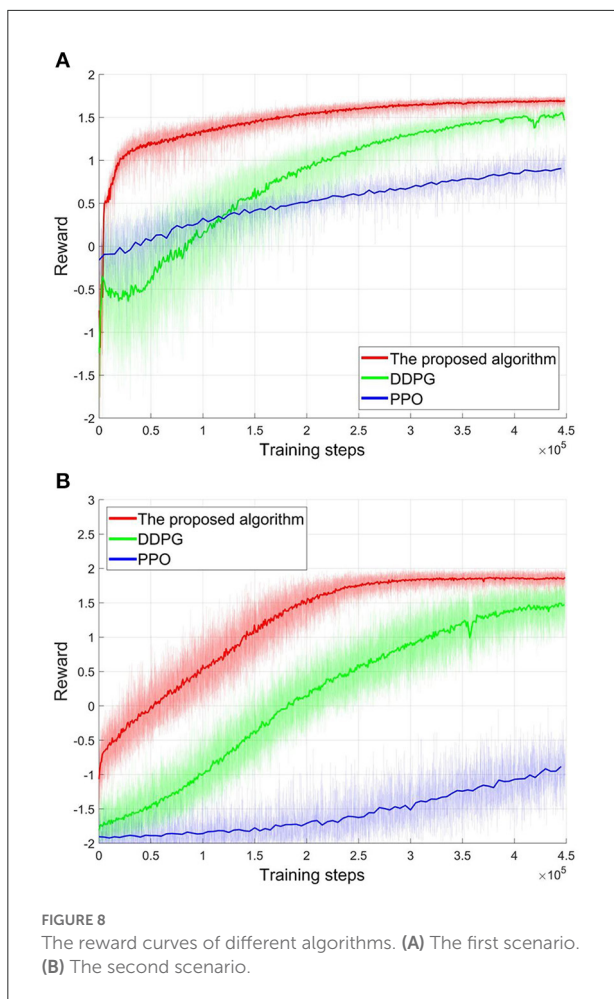 A
2
1.5
1
0.5
0
-0.5
-1
-1.5
-2
Reward
The proposed algorithm
DDPG
PPO
0 0.5 1 1.5 2 2.5 3 3.5 4 4.5
Training steps
×10⁵
B
3
2.5
2
1.5
1
0.5
0
-0.5
-1
-1.5
-2
Reward
The proposed algorithm
DDPG
PPO
0 0.5 1 1.5 2 2.5 3 3.5 4 4.5
Training steps
×10⁵
FIGURE 8
The reward curves of different algorithms. (A) The first scenario.
(B) The second scenario.